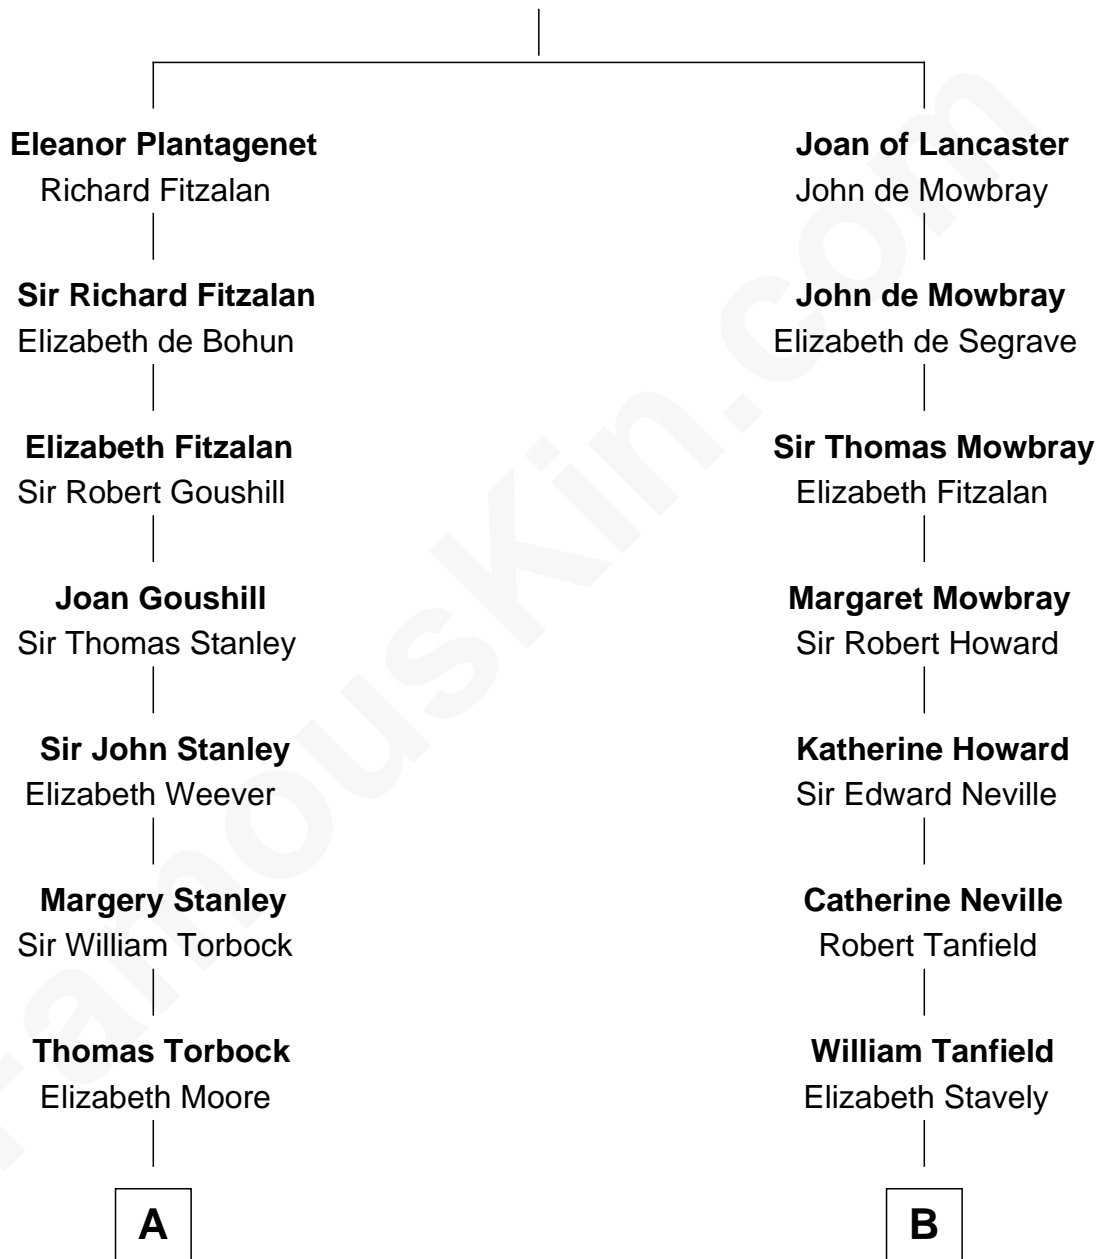 Eleanor Plantagenet
Richard Fitzalan
Sir Richard Fitzalan
Elizabeth de Bohun
Elizabeth Fitzalan
Sir Robert Goushill
Joan Goushill
Sir Thomas Stanley
Sir John Stanley
Elizabeth Weever
Margery Stanley
Sir William Torbock
Thomas Torbock
Elizabeth Moore
A
Joan of Lancaster
John de Mowbray
John de Mowbray
Elizabeth de Segrave
Sir Thomas Mowbray
Elizabeth Fitzalan
Margaret Mowbray
Sir Robert Howard
Katherine Howard
Sir Edward Neville
Catherine Neville
Robert Tanfield
William Tanfield
Elizabeth Stavely
B
FamousKin.com